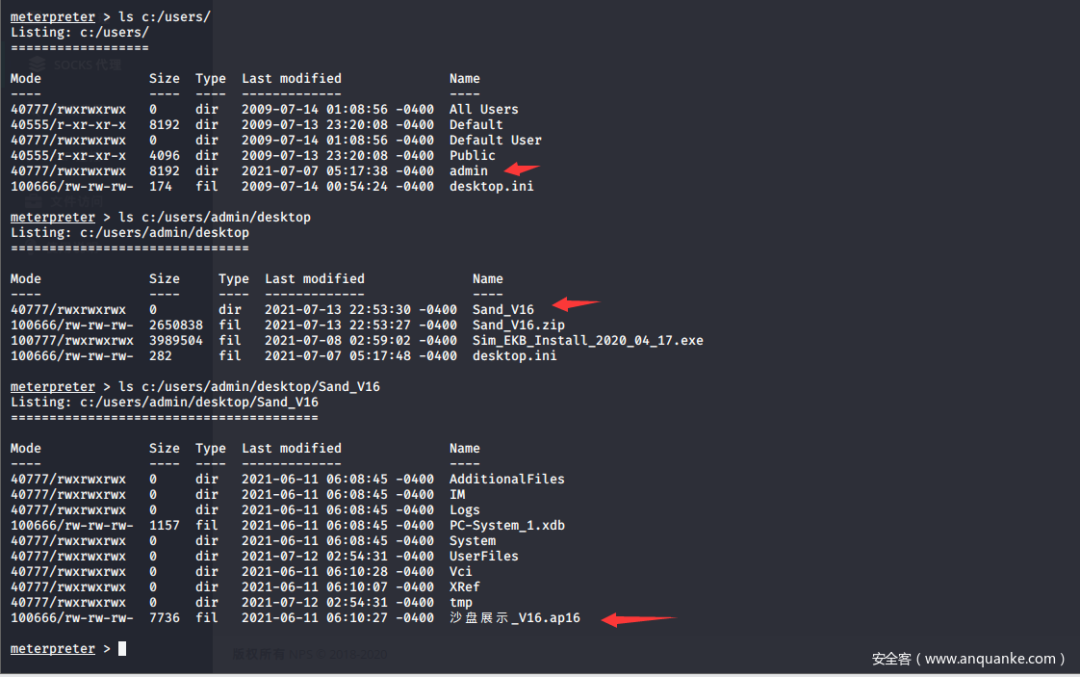 meterpreter > ls c:/users/
Listing: c:/users/
==================
SOCKS代理
Mode Size Type Last modified Name
---- ---- ---- ------------- ----
40777/rwxrwxrwx 0 dir 2009-07-14 01:08:56 -0400 All Users
40555/r-xr-xr-x 8192 dir 2009-07-13 23:20:08 -0400 Default
40777/rwxrwxrwx 0 dir 2009-07-14 01:08:56 -0400 Default User
40555/r-xr-xr-x 4096 dir 2009-07-13 23:20:08 -0400 Public
40777/rwxrwxrwx 8192 dir 2021-07-07 05:17:38 -0400 admin
100666/rw-rw-rw- 174 fil 2009-07-14 00:54:24 -0400 desktop.ini
meterpreter > ls c:/users/admin/desktop
Listing: c:/users/admin/desktop
===============================
Mode Size Type Last modified Name
---- ---- ---- ------------- ----
40777/rwxrwxrwx 0 dir 2021-07-13 22:53:30 -0400 Sand_V16
100666/rw-rw-rw- 2650838 fil 2021-07-13 22:53:27 -0400 Sand_V16.zip
100777/rwxrwxrwx 3989504 fil 2021-07-08 02:59:02 -0400 Sim_EKB_Install_2020_04_17.exe
100666/rw-rw-rw- 282 fil 2021-07-07 05:17:48 -0400 desktop.ini
meterpreter > ls c:/users/admin/desktop/Sand_V16
Listing: c:/users/admin/desktop/Sand_V16
========================================
Mode Size Type Last modified Name
---- ---- ---- ------------- ----
40777/rwxrwxrwx 0 dir 2021-06-11 06:08:45 -0400 AdditionalFiles
40777/rwxrwxrwx 0 dir 2021-06-11 06:08:45 -0400 IM
40777/rwxrwxrwx 0 dir 2021-06-11 06:08:45 -0400 Logs
100666/rw-rw-rw- 1157 fil 2021-06-11 06:08:45 -0400 PC-System_1.xdb
40777/rwxrwxrwx 0 dir 2021-06-11 06:08:45 -0400 System
40777/rwxrwxrwx 0 dir 2021-07-12 02:54:31 -0400 UserFiles
40777/rwxrwxrwx 0 dir 2021-06-11 06:10:28 -0400 Vci
40777/rwxrwxrwx 0 dir 2021-06-11 06:10:07 -0400 XRef
40777/rwxrwxrwx 0 dir 2021-07-12 02:54:31 -0400 tmp
100666/rw-rw-rw- 7736 fil 2021-06-11 06:10:27 -0400 沙盘展示_V16.ap16
meterpreter >
安全客（www.anquanke.com）